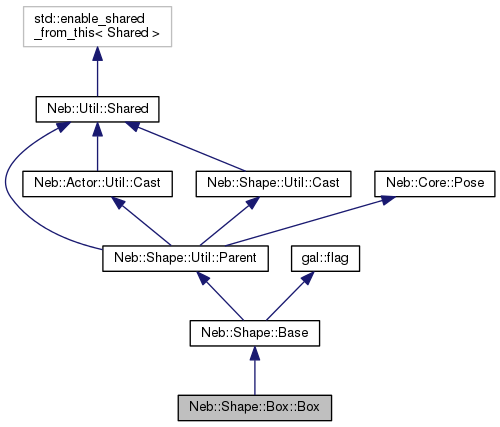 std::enable_shared
_from_this< Shared >
Neb::Util::Shared
Neb::Actor::Util::Cast
Neb::Shape::Util::Cast
Neb::Core::Pose
Neb::Shape::Util::Parent
gal::flag
Neb::Shape::Base
Neb::Shape::Box::Box